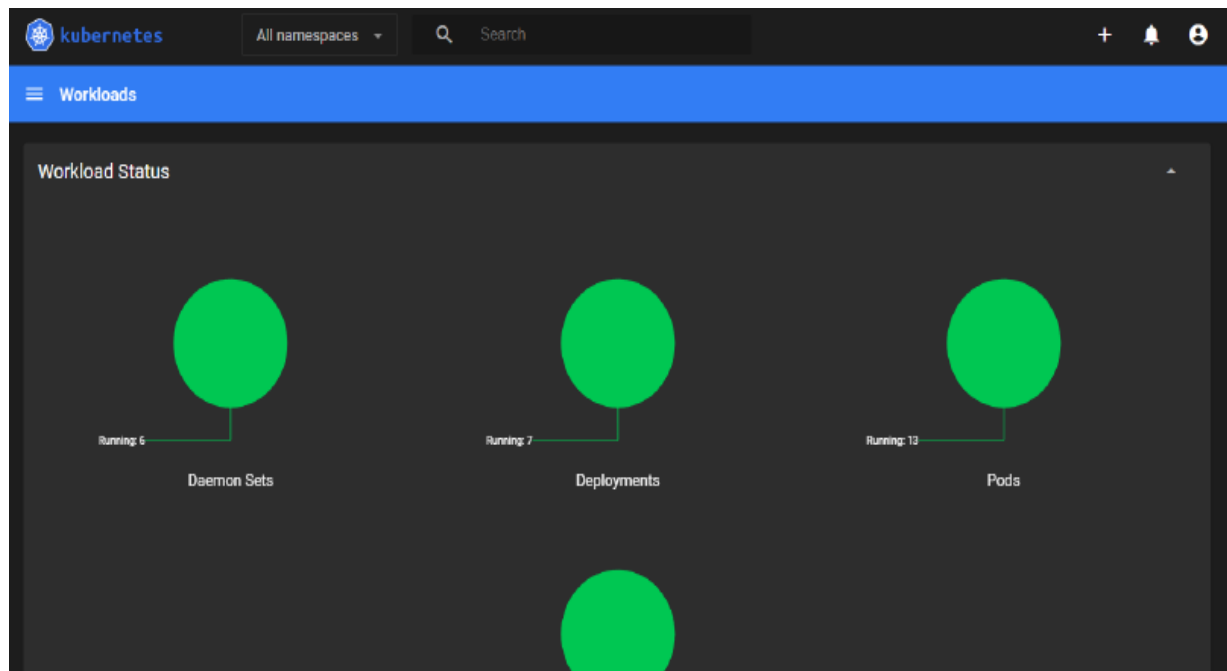 kubernetes
All namespaces
Search
Workloads
Workload Status
Running: 6
Running: 7
Running: 13
Daemon Sets
Deployments
Pods